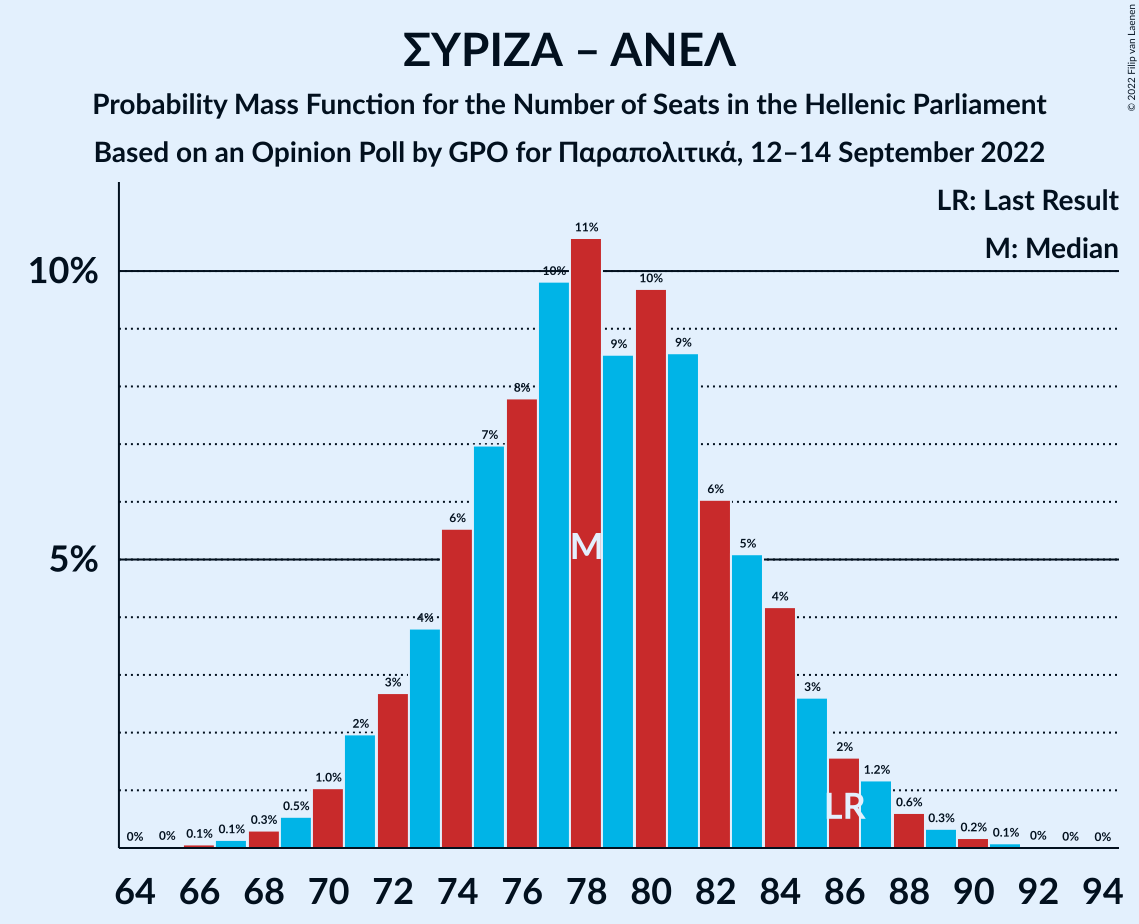 ΣΥΡΙΖΑ – ΑΝΕΛ
Probability Mass Function for the Number of Seats in the Hellenic Parliament
Based on an Opinion Poll by GPO for Παραπολιτικά, 12–14 September 2022
© 2022 Filip van Laenen
LR: Last Result
M: Median
10%
5%
0% 0% 0.1% 0.1% 0.3% 0.5% 1.0% 2% 3% 4% 6% 7% 8% 10% 11% 9% 10% 9% 6% 5% 4% 3% 2% 1.2% 0.6% 0.3% 0.2% 0.1% 0% 0% 0%
M
LR
64 66 68 70 72 74 76 78 80 82 84 86 88 90 92 94